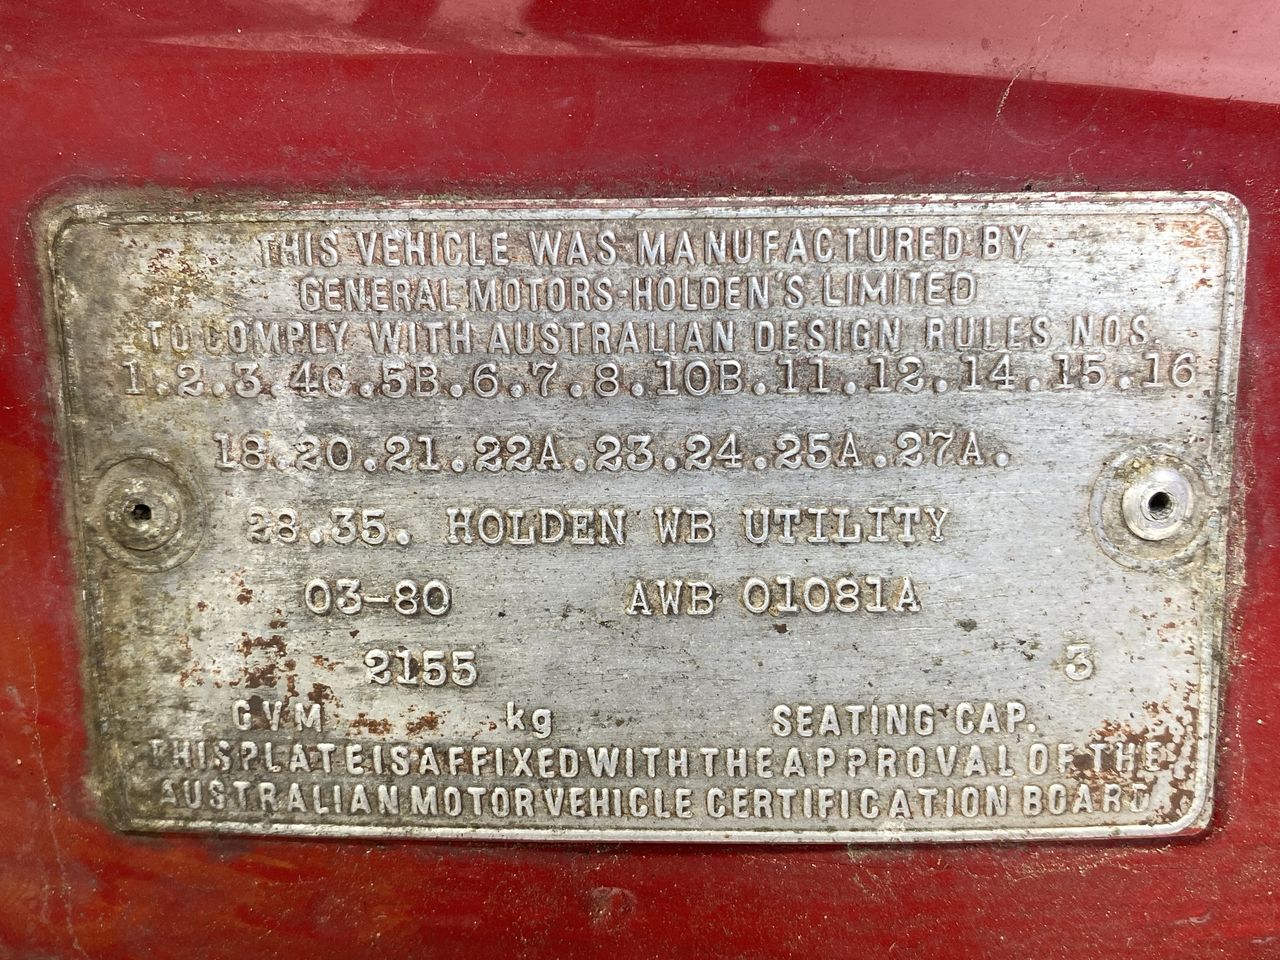 THIS VEHICLE WAS MANUFACTURED BY
GENERAL MOTORS-HOLDEN'S LIMITED
TO COMPLY WITH AUSTRALIAN DESIGN RULES NOS.
1.2.3.4C.5B.6.7.8.10B.11.12.14.15.16
18.20.21.22A.23.24.25A.27A.
28.35. HOLDEN WB UTILITY
03-80 AWB 01081A
2155 3
GVM kg SEATING CAP.
THIS PLATE IS AFFIXED WITH THE APPROVAL OF THE
AUSTRALIAN MOTOR VEHICLE CERTIFICATION BOARD